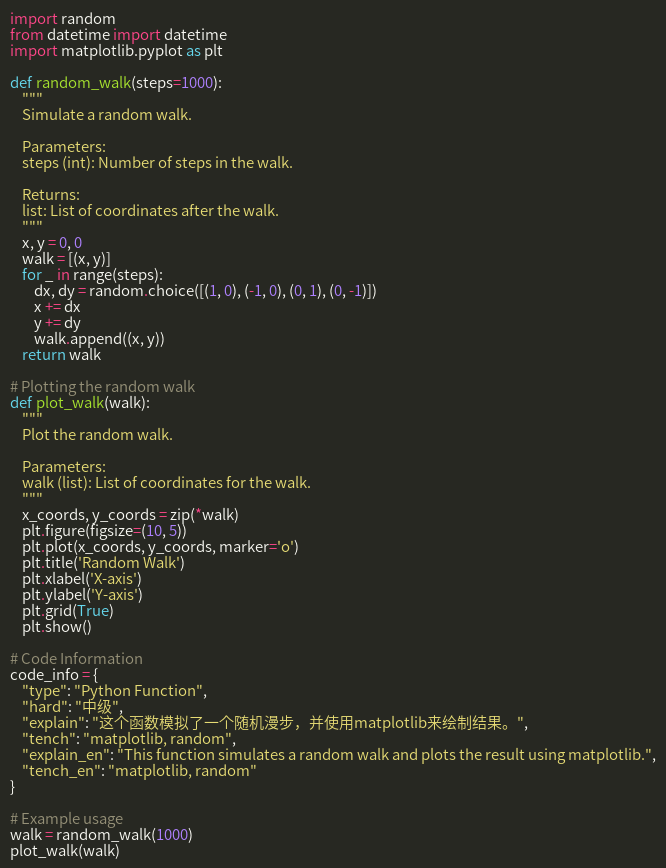 import random
from datetime import datetime
import matplotlib.pyplot as plt

def random_walk(steps=1000):
    """
    Simulate a random walk.

    Parameters:
    steps (int): Number of steps in the walk.

    Returns:
    list: List of coordinates after the walk.
    """
    x, y = 0, 0
    walk = [(x, y)]
    for _ in range(steps):
        dx, dy = random.choice([(1, 0), (-1, 0), (0, 1), (0, -1)])
        x += dx
        y += dy
        walk.append((x, y))
    return walk

# Plotting the random walk
def plot_walk(walk):
    """
    Plot the random walk.

    Parameters:
    walk (list): List of coordinates for the walk.
    """
    x_coords, y_coords = zip(*walk)
    plt.figure(figsize=(10, 5))
    plt.plot(x_coords, y_coords, marker='o')
    plt.title('Random Walk')
    plt.xlabel('X-axis')
    plt.ylabel('Y-axis')
    plt.grid(True)
    plt.show()

# Code Information
code_info = {
    "type": "Python Function",
    "hard": "中级",
    "explain": "这个函数模拟了一个随机漫步，并使用matplotlib来绘制结果。",
    "tench": "matplotlib, random",
    "explain_en": "This function simulates a random walk and plots the result using matplotlib.",
    "tench_en": "matplotlib, random"
}

# Example usage
walk = random_walk(1000)
plot_walk(walk)